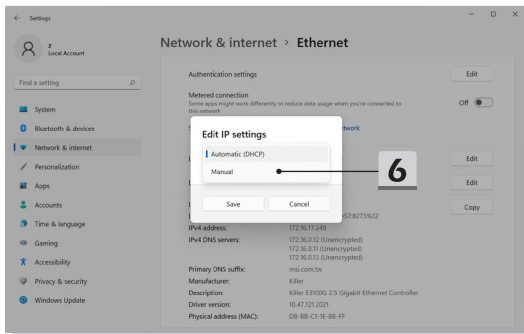 Settings
z
Local Account
Find a setting
System
Bluetooth & devices
Network & internet
Personalization
Apps
Accounts
Time & language
Gaming
Accessibility
Privacy & security
Windows Update
Network & internet > Ethernet
Authentication settings
Edit
Metered connection
Some apps might work differently to reduce data usage when you're connected to
this network
Off
Edit IP settings
Automatic (DHCP)
Manual
6
Save
Cancel
Edit
Edit
Copy
IPv4 address: 172.16.17.249
IPv4 DNS servers: 172.16.0.12 (Unencrypted)
172.16.0.11 (Unencrypted)
172.16.0.13 (Unencrypted)
Primary DNS suffix: msi.com.tw
Manufacturer: Killer
Description: Killer E3100G 2.5 Gigabit Ethernet Controller
Driver version: 10.47.121.2021
Physical address (MAC): D8-BB-C1-1E-8B-FF